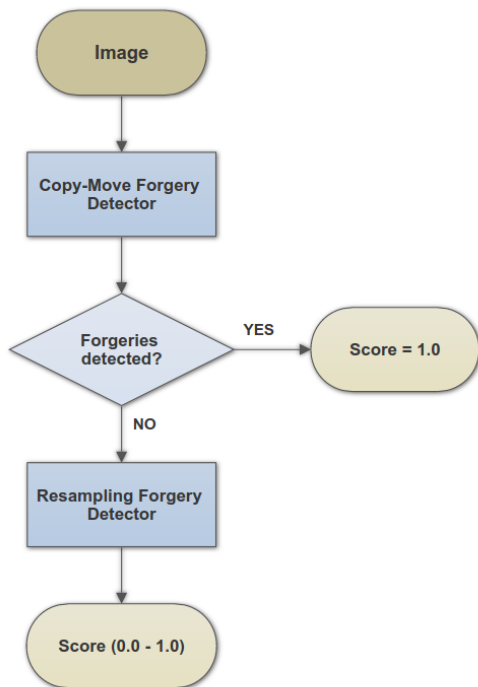 Image
Copy-Move Forgery
Detector
Forgeries
detected?
YES
Score = 1.0
NO
Resampling Forgery
Detector
Score (0.0 - 1.0)